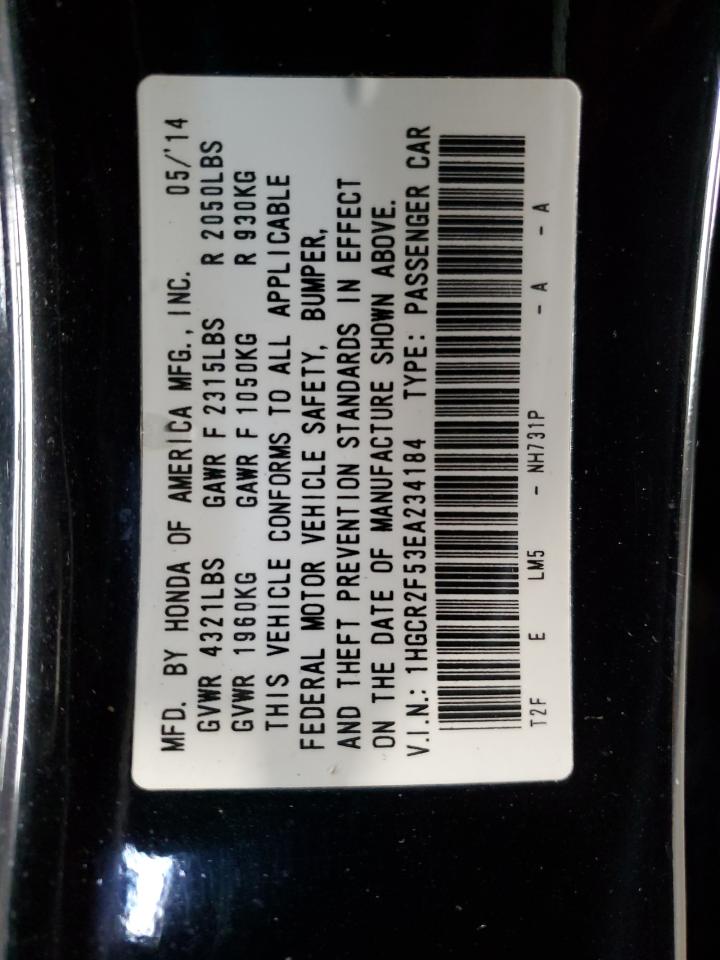 MFD. BY HONDA OF AMERICA MFG., INC. 05/'14
GVWR 4321LBS GAWR F 2315LBS R 2050LBS
GVWR 1960KG GAWR F 1050KG R 930KG
THIS VEHICLE CONFORMS TO ALL APPLICABLE
FEDERAL MOTOR VEHICLE SAFETY, BUMPER,
AND THEFT PREVENTION STANDARDS IN EFFECT
ON THE DATE OF MANUFACTURE SHOWN ABOVE.
V.I.N.: 1HGCR2F53EA234184 TYPE: PASSENGER CAR
T2F E LM5 - NH731P - A - A